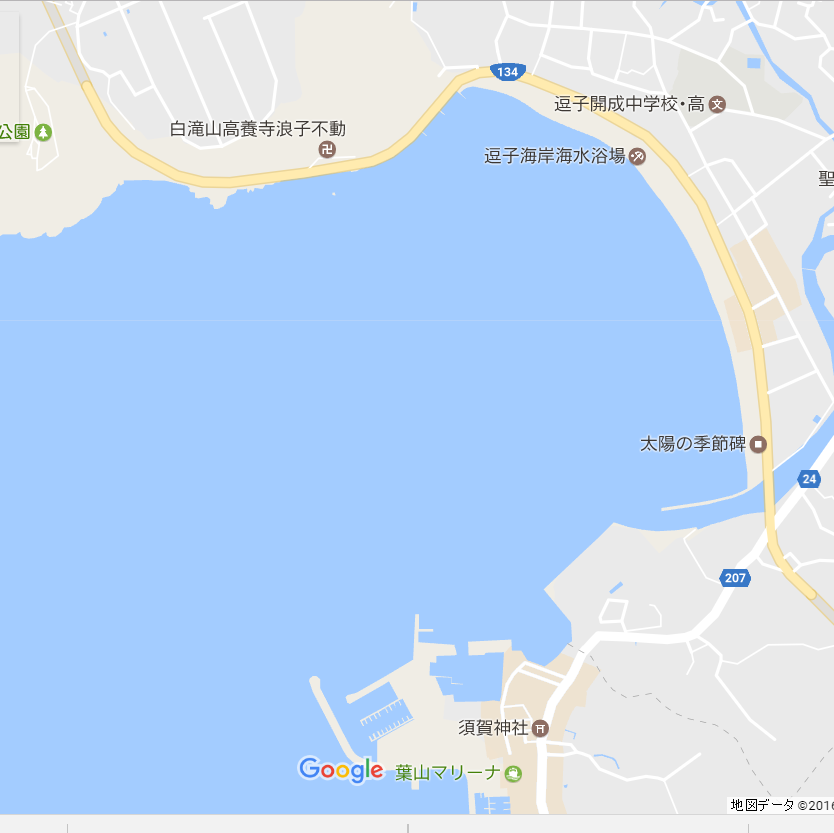 134
逗子開成中学校・高
白滝山高養寺浪子不動
公園
逗子海岸海水浴場
聖
太陽の季節碑
24
207
須賀神社
Google
葉山マリーナ
地図データ ©2016